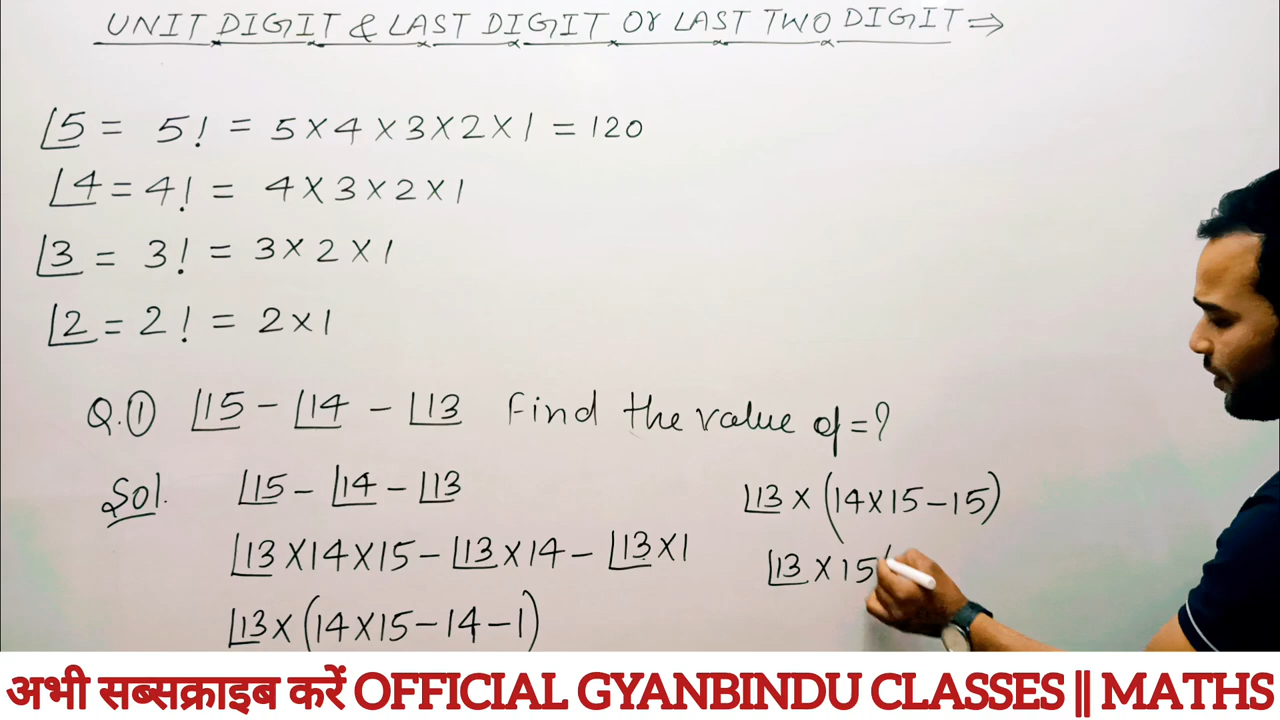 UNIT DIGIT & LAST DIGIT Or LAST TWO DIGIT ⇒
⌊5 = 5! = 5×4×3×2×1 = 120
⌊4 = 4! = 4×3×2×1
⌊3 = 3! = 3×2×1
⌊2 = 2! = 2×1
Q.① ⌊15 - ⌊14 - ⌊13 Find the value of = ?
Sol. ⌊15 - ⌊14 - ⌊13
⌊13×14×15 - ⌊13×14 - ⌊13×1
⌊13×(14×15-14-1)
⌊13×(14×15-15)
⌊13×15(
अभी सब्सक्राइब करें OFFICIAL GYANBINDU CLASSES || MATHS